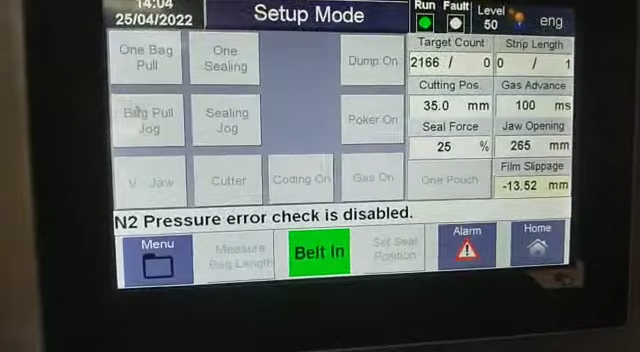 14:04
25/04/2022
Setup Mode
Run Fault Level
50
eng
One Bag
Pull
One
Sealing
Dump On
Target Count
2166 / 0
Strip Length
0 / 1
Cutting Pos.
35.0 mm
Gas Advance
100 ms
Bag Pull
Jog
Sealing
Jog
Poker On
Seal Force
25 %
Jaw Opening
265 mm
V - Jaw
Cutter
Coding On
Gas On
One Pouch
Film Slippage
-13.52 mm
N2 Pressure error check is disabled.
Menu
Measure
Bag Length
Belt In
Set Seal
Position
Alarm
Home